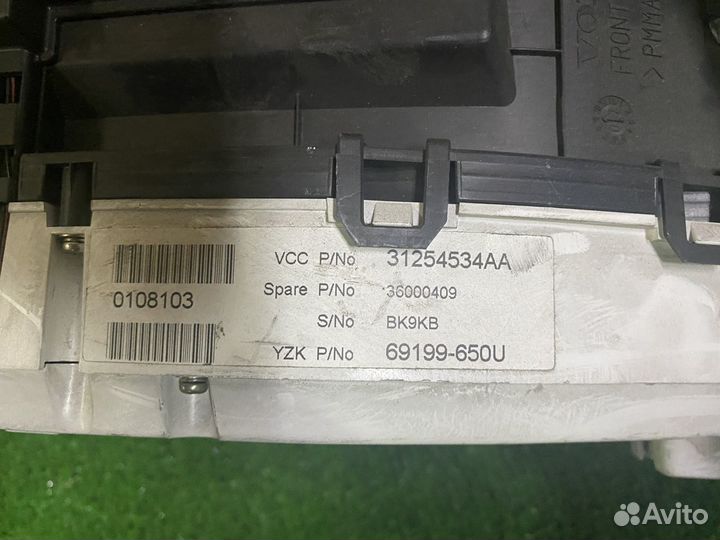 FRONT
VCC P/No 31254534AA
0108103
Spare P/No 36000409
S/No BK9KB
YZK P/No 69199-650U
Avito